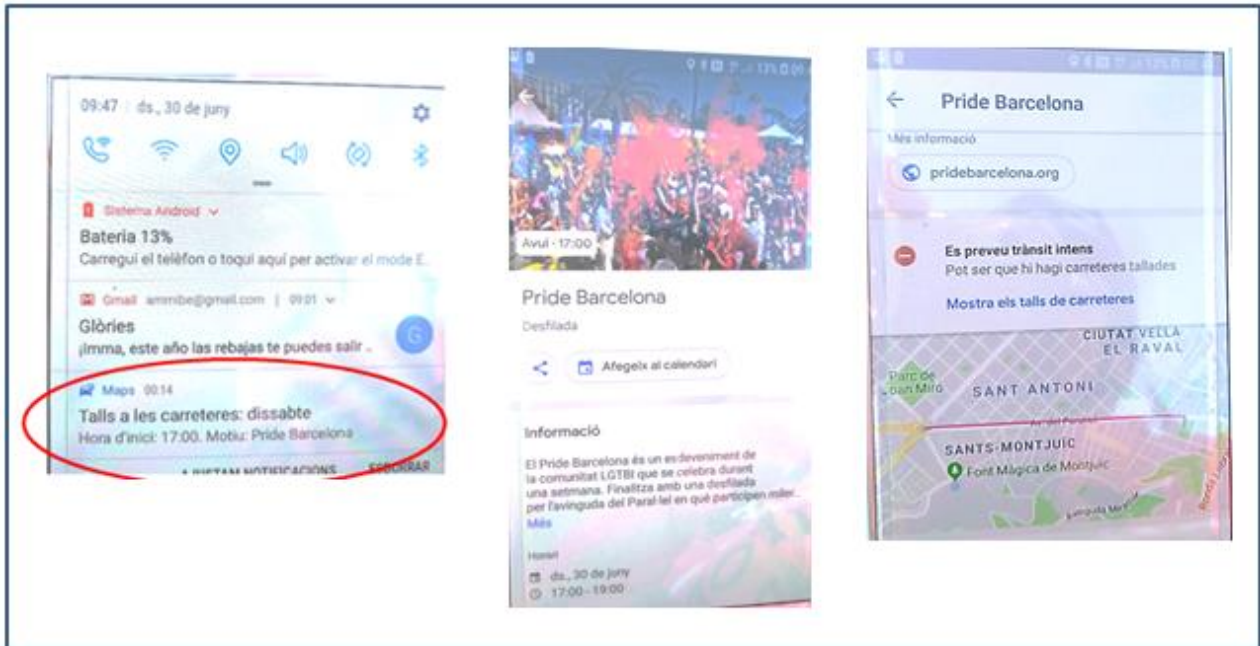 09:47 | ds., 30 de juny
Sistema Android
Bateria 13%
Carregui el telèfon o toqui aquí per activar el mode E..
Gmail ammibe@gmail.com | 09:01
Glòries
¡Imma, este año las rebajas te puedes salir ..
G
Maps 00:14
Talls a les carreteres: dissabte
Hora d'inici: 17:00. Motiu: Pride Barcelona
NOTIFICACIONS
13%
Avui - 17:00
Pride Barcelona
Desfilada
Afegeix al calendari
Informació
El Pride Barcelona és un esdeveniment de
la comunitat LGTBI que se celebra durant
una setmana. Finalitza amb una desfilada
per l'avinguda del Paral·lel en què participen miler..
Més
Horari
ds., 30 de juny
17:00 - 19:00
Pride Barcelona
Més informació
pridebarcelona.org
Es preveu trànsit intens
Pot ser que hi hagi carreteres tallades
Mostra els talls de carreteres
CIUTAT VELLA
EL RAVAL
Parc de
Joan Miró
SANT ANTONI
SANTS-MONTJUÏC
Font Màgica de Montjuïc